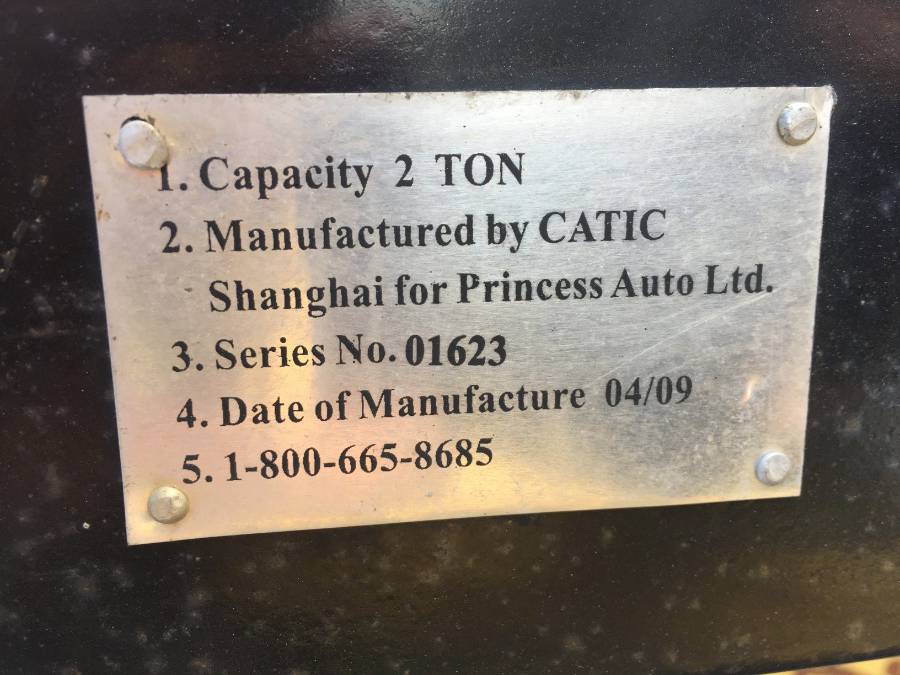 1. Capacity 2 TON
2. Manufactured by CATIC
Shanghai for Princess Auto Ltd.
3. Series No. 01623
4. Date of Manufacture 04/09
5. 1-800-665-8685